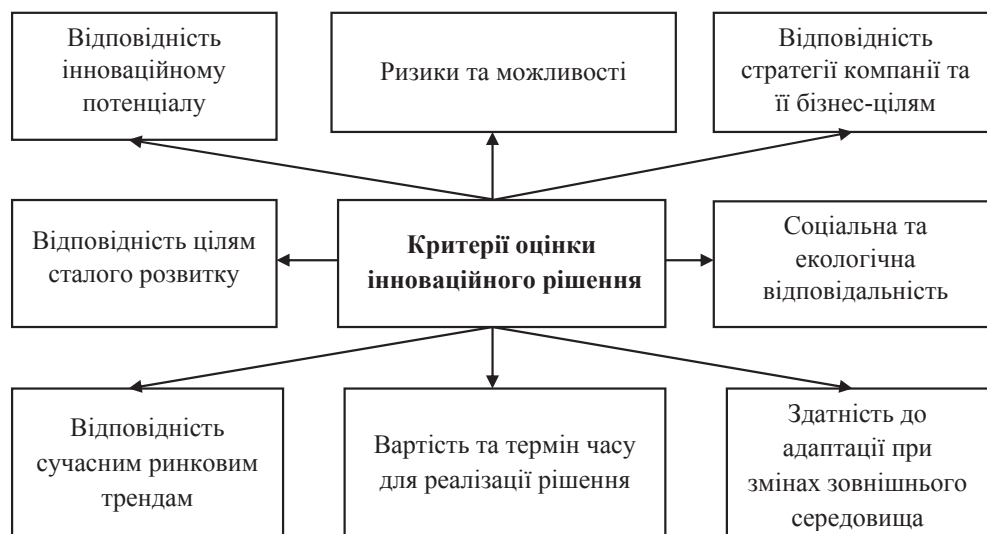 Відповідність
інноваційному
потенціалу
Ризики та можливості
Відповідність
стратегії компанії та
її бізнес-цілям
Відповідність цілям
сталого розвитку
Критерії оцінки
інноваційного рішення
Соціальна та
екологічна
відповідальність
Відповідність
сучасним ринковим
трендам
Вартість та термін часу
для реалізації рішення
Здатність до
адаптації при
змінах зовнішнього
середовища